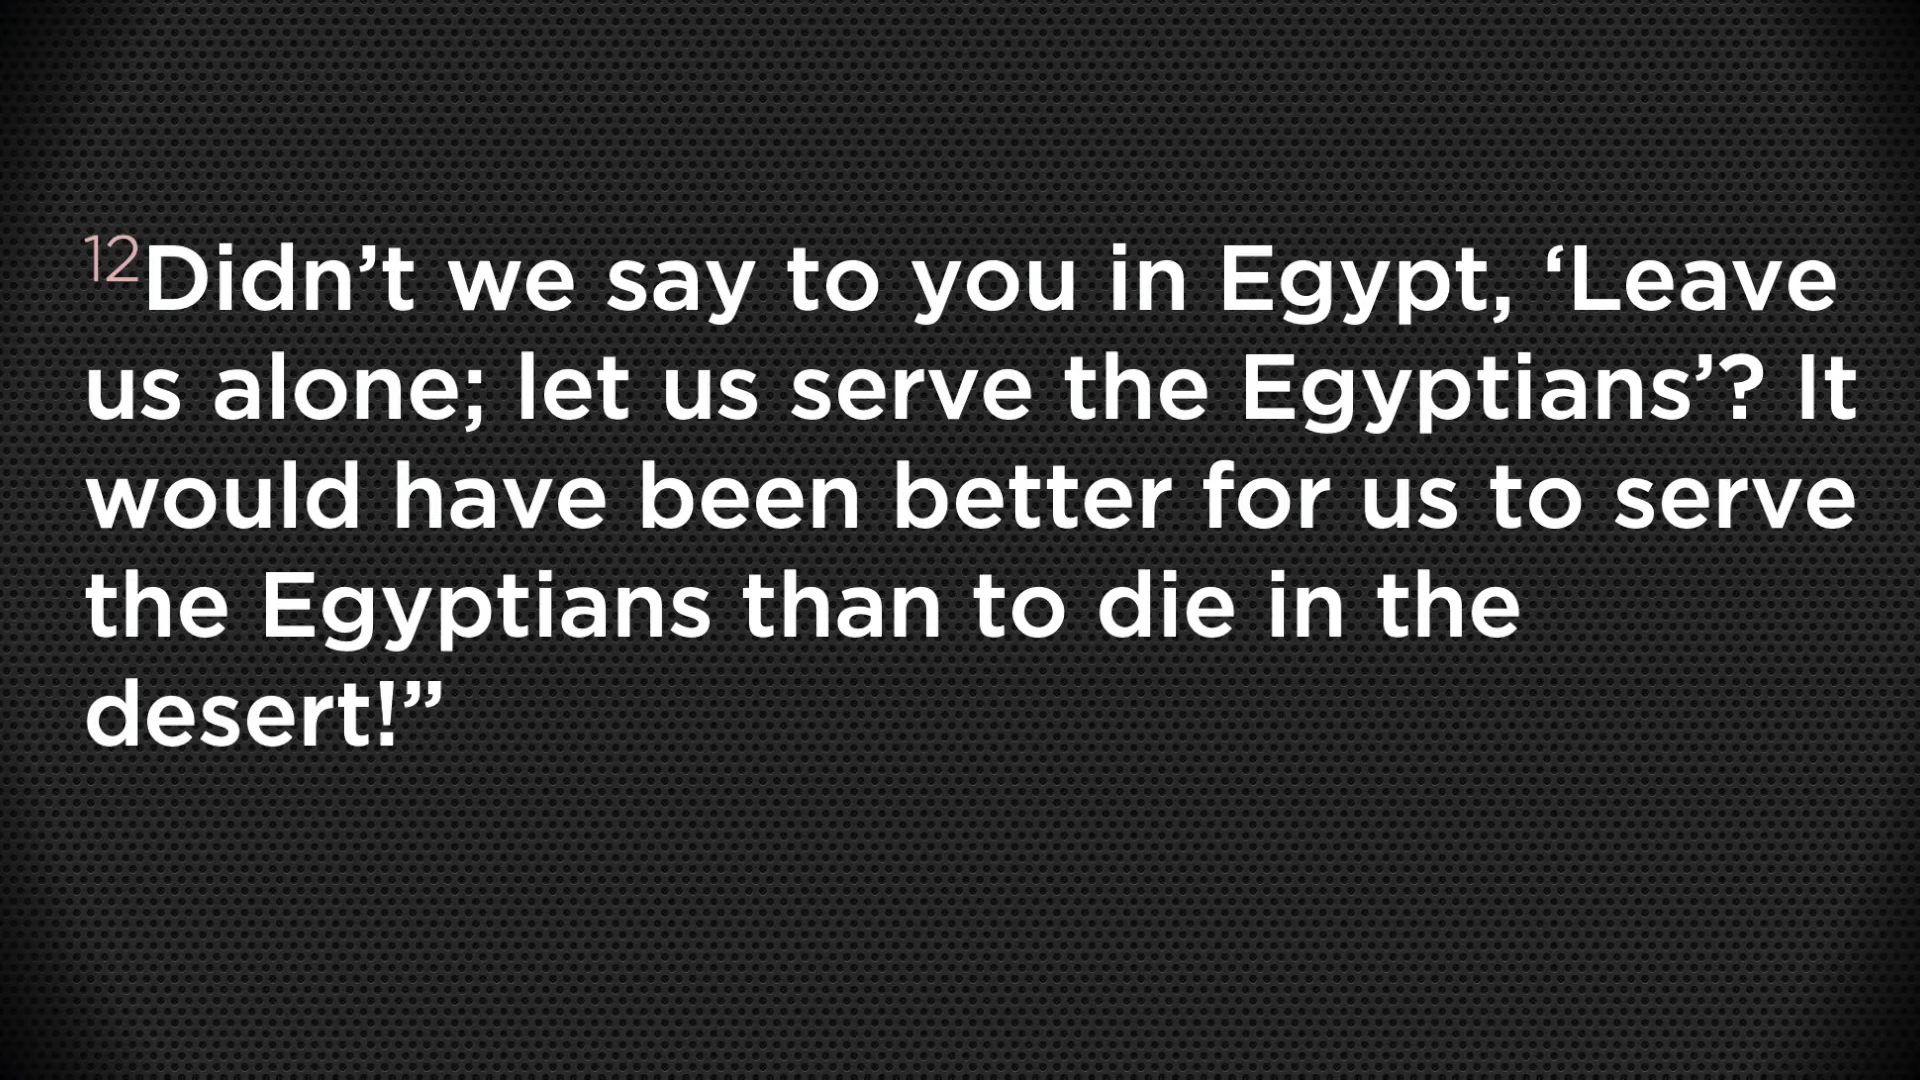 12Didn’t we say to you in Egypt, ‘Leave
us alone; let us serve the Egyptians’? It
would have been better for us to serve
the Egyptians than to die in the
desert!”